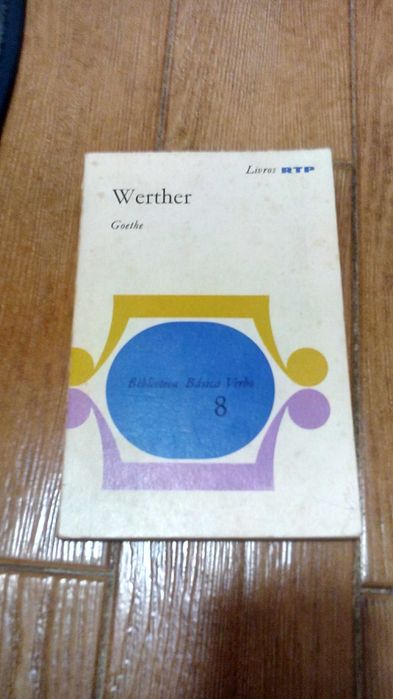 Livros RTP
Werther
Goethe
Biblioteca Básica Verbo
8